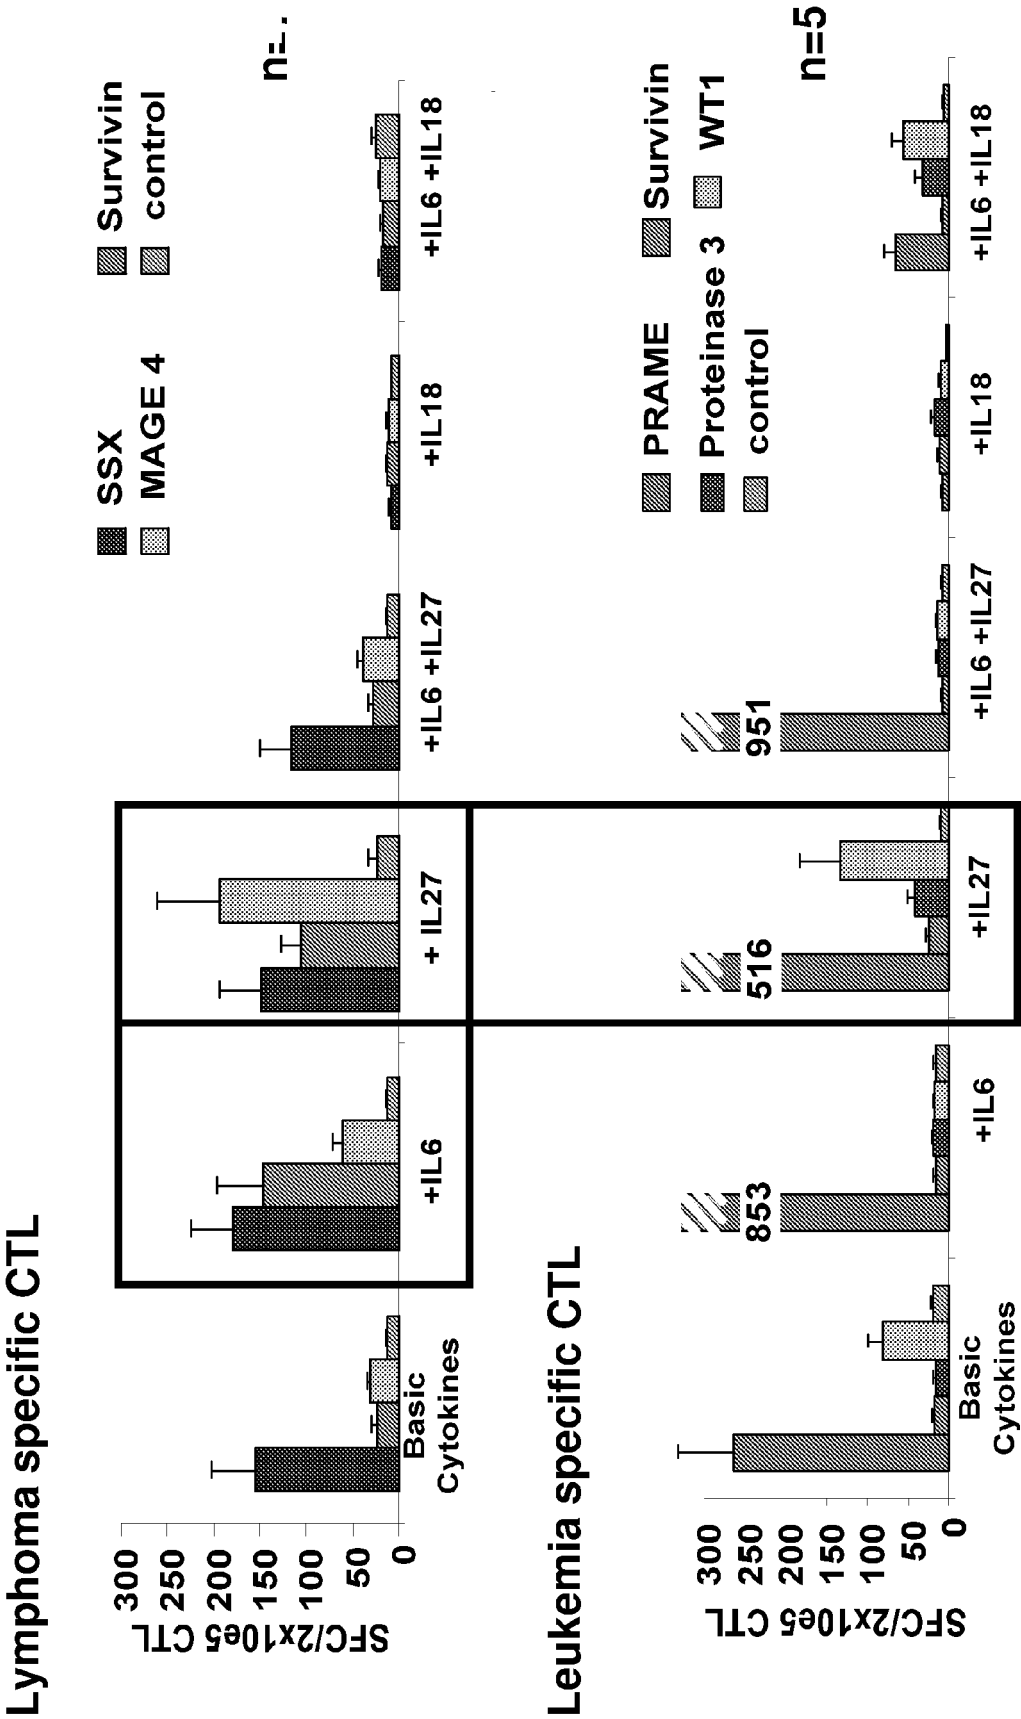 Lymphoma specific CTL
SSX
Survivin
MAGE 4
control
SFC/2x10e5 CTL
300
250
200
150
100
50
0
Basic
Cytokines
+IL6
+ IL27
+IL6 +IL27
+IL18
+IL6 +IL18
Leukemia specific CTL
PRAME
Survivin
Proteinase 3
WT1
control
n=5
SFC/2x10e5 CTL
300
250
200
150
100
50
0
853
516
951
Basic
Cytokines
+IL6
+IL27
+IL6 +IL27
+IL18
+IL6 +IL18